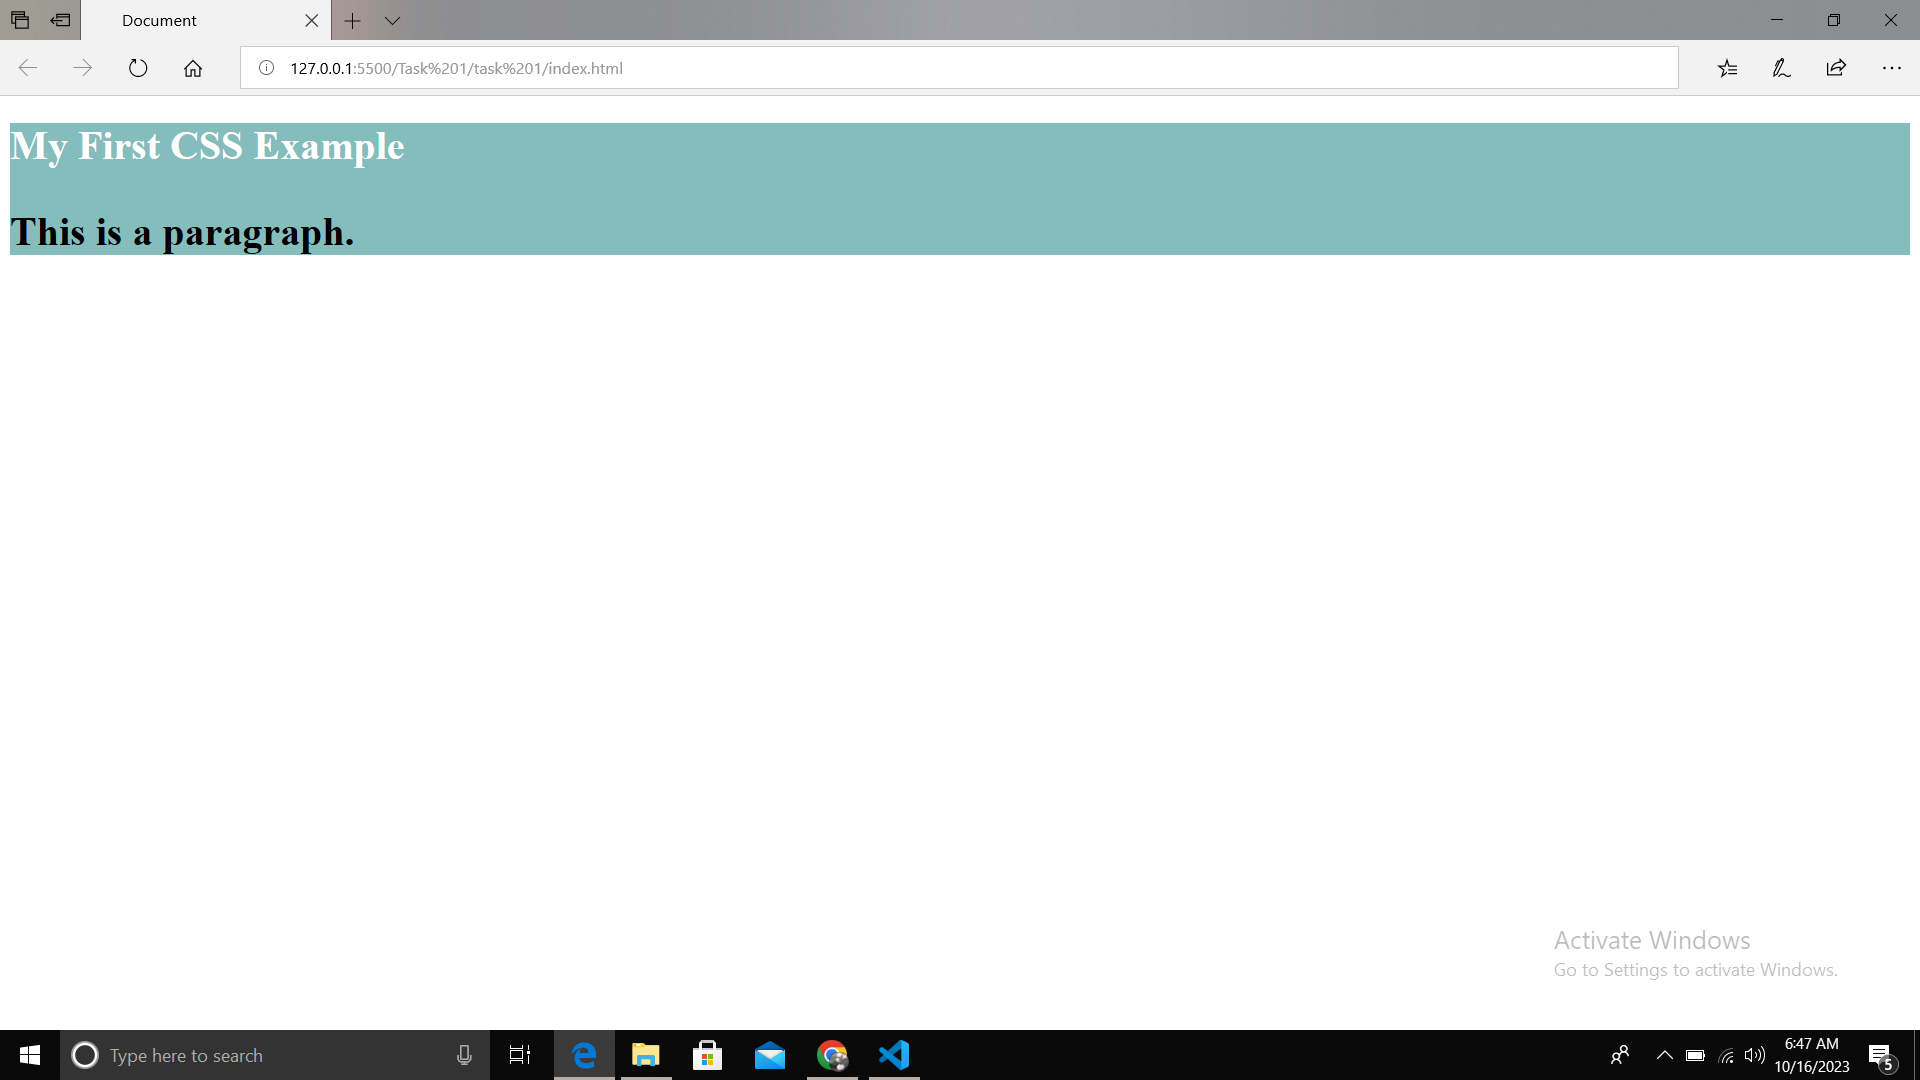 Document
127.0.0.1:5500/Task%201/task%201/index.html
My First CSS Example
This is a paragraph.
Activate Windows
Go to Settings to activate Windows.
Type here to search
6:47 AM
10/16/2023
5